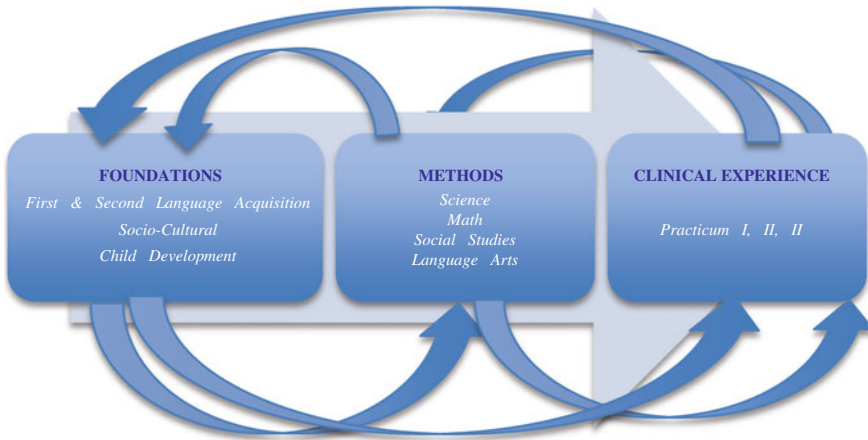 FOUNDATIONS
First & Second Language Acquisition
Socio-Cultural
Child Development
METHODS
Science
Math
Social Studies
Language Arts
CLINICAL EXPERIENCE
Practicum I, II, II